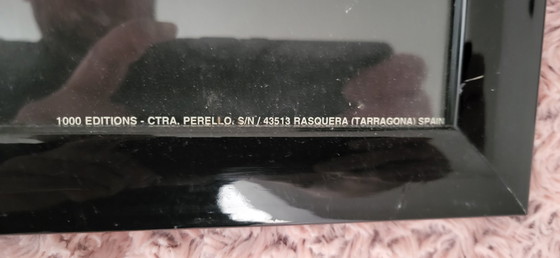 1000 EDITIONS - CTRA. PERELLO. S/N / 43513 RASQUERA (TARRAGONA) SPAIN